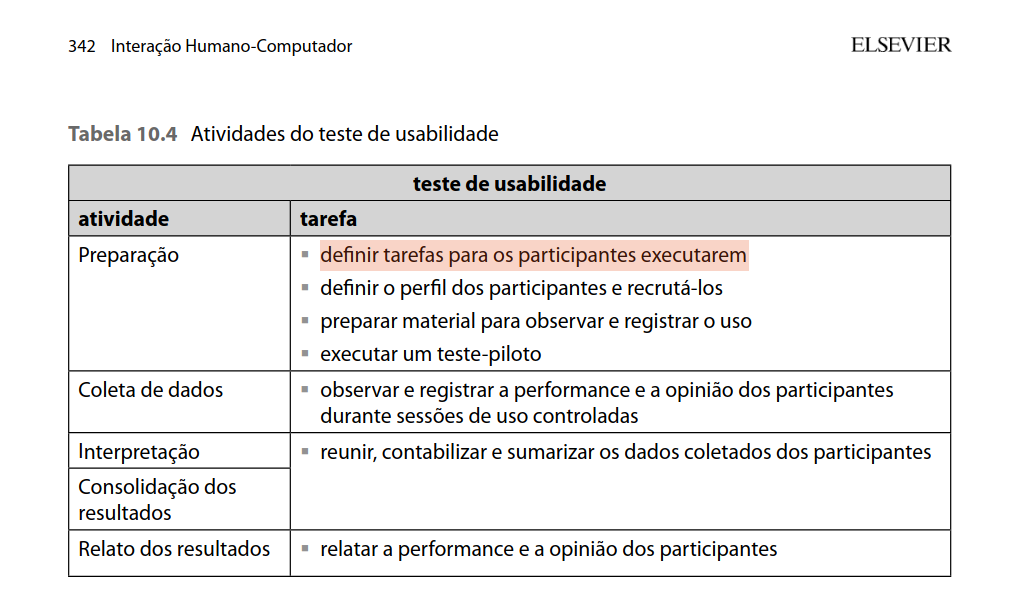 342 Interação Humano-Computador ELSEVIER
Tabela 10.4 Atividades do teste de usabilidade
teste de usabilidade
atividade tarefa
Preparação ▪ definir tarefas para os participantes executarem
▪ definir o perfil dos participantes e recrutá-los
▪ preparar material para observar e registrar o uso
▪ executar um teste-piloto
Coleta de dados ▪ observar e registrar a performance e a opinião dos participantes
durante sessões de uso controladas
Interpretação ▪ reunir, contabilizar e sumarizar os dados coletados dos participantes
Consolidação dos
resultados
Relato dos resultados ▪ relatar a performance e a opinião dos participantes